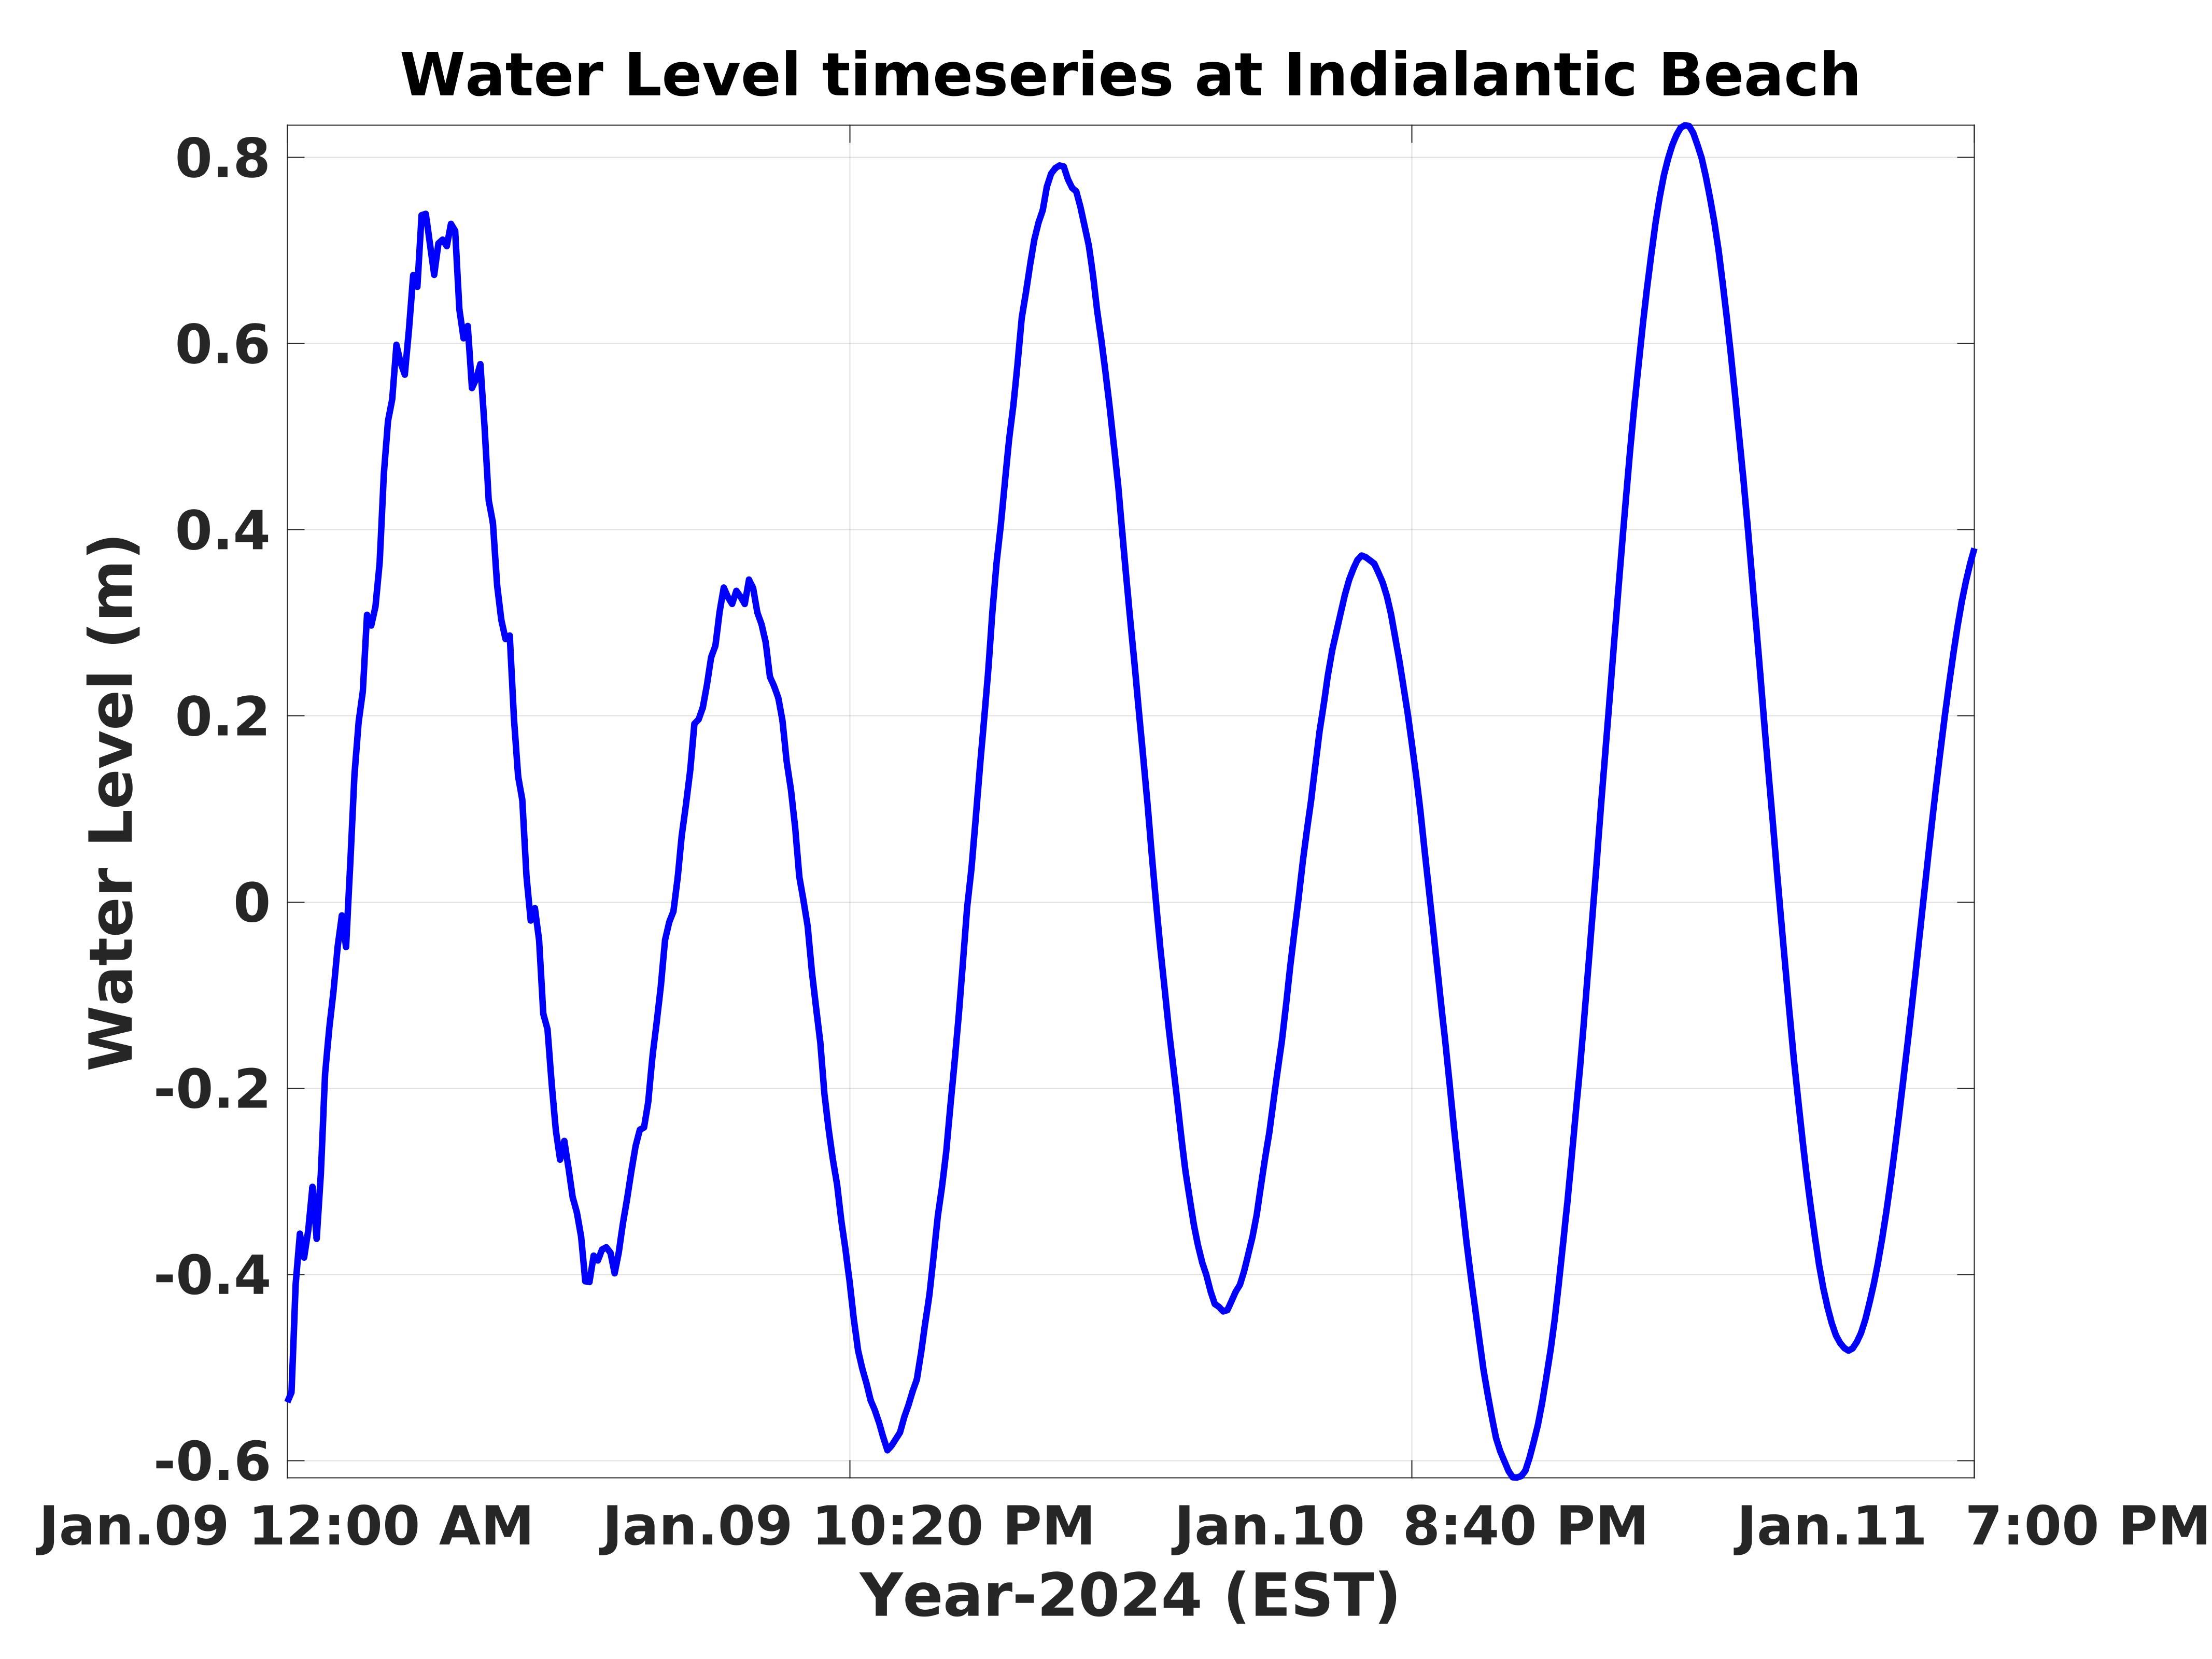 Water Level timeseries at Indialantic Beach
Water Level (m)
0.8
0.6
0.4
0.2
0
-0.2
-0.4
-0.6
Jan.09 12:00 AM Jan.09 10:20 PM Jan.10 8:40 PM Jan.11 7:00 PM
Year-2024 (EST)